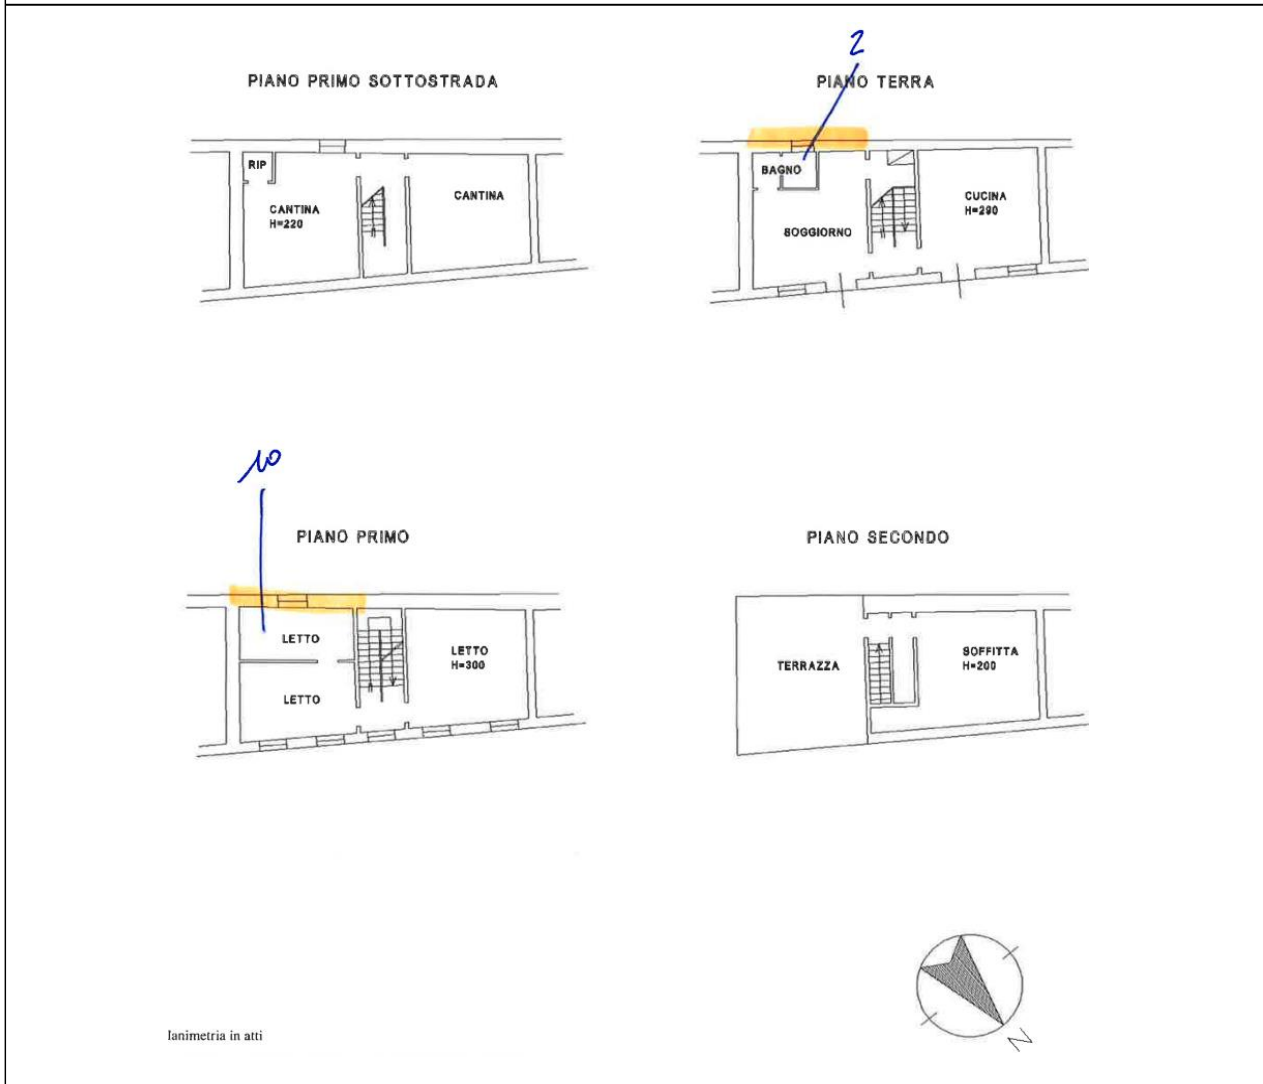 2
PIANO PRIMO SOTTOSTRADA
PIANO TERRA
RIP
CANTINA
H=220
CANTINA
BAGNO
SOGGIORNO
CUCINA
H=290
10
PIANO PRIMO
PIANO SECONDO
LETTO
LETTO
LETTO
H=300
TERRAZZA
SOFFITTA
H=200
lanimetria in atti
N